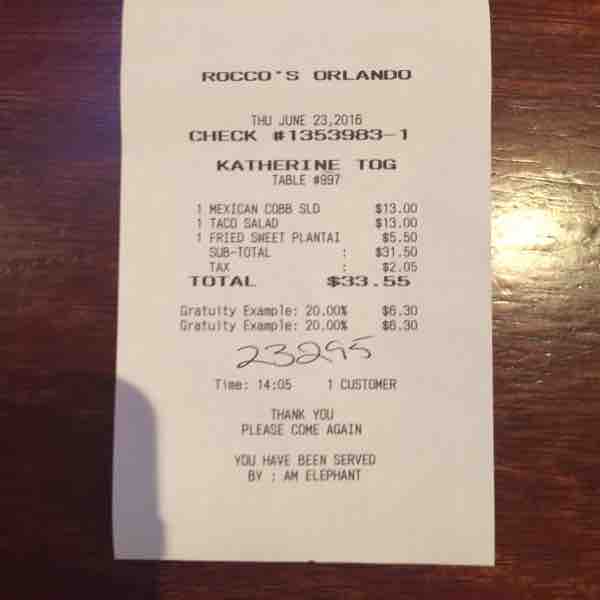 ROCCO'S ORLANDO
THU JUNE 23,2016
CHECK #1353983-1
KATHERINE TOG
TABLE #997
1 MEXICAN COBB SLD $13.00
1 TACO SALAD $13.00
1 FRIED SWEET PLANTAI $5.50
SUB-TOTAL : $31.50
TAX : $2.05
TOTAL $33.55
Gratuity Example: 20.00% $6.30
Gratuity Example: 20.00% $6.30
23295
Time: 14:05 1 CUSTOMER
THANK YOU
PLEASE COME AGAIN
YOU HAVE BEEN SERVED
BY : AM ELEPHANT